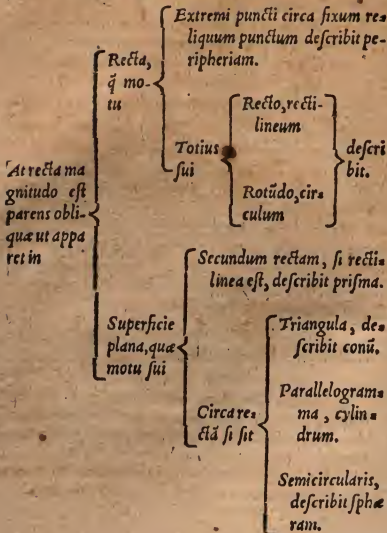 At recta ma
gnitudo eſt
parens obli-
quæ ut appa
ret in
Recta,
q̃ mo-
tu
Extremi puncti circa fixum re⸗
liquum punctum deſcribit pe-
ripheriam.
Totius
ſui
Recto, recti-
lineum
Rotũdo, cir⸗
culum
deſcri
bit.
Superficie
plana, quæ
motu ſui
Secundum rectam, ſi recti⸗
linea eſt, deſcribit priſma.
Circa re⸗
ctã ſi ſit
Triangula, de⸗
ſcribit conũ.
Parallelogram⸗
ma, cylin⸗
drum.
Semicircularis,
deſcribit ſphæ
ram.